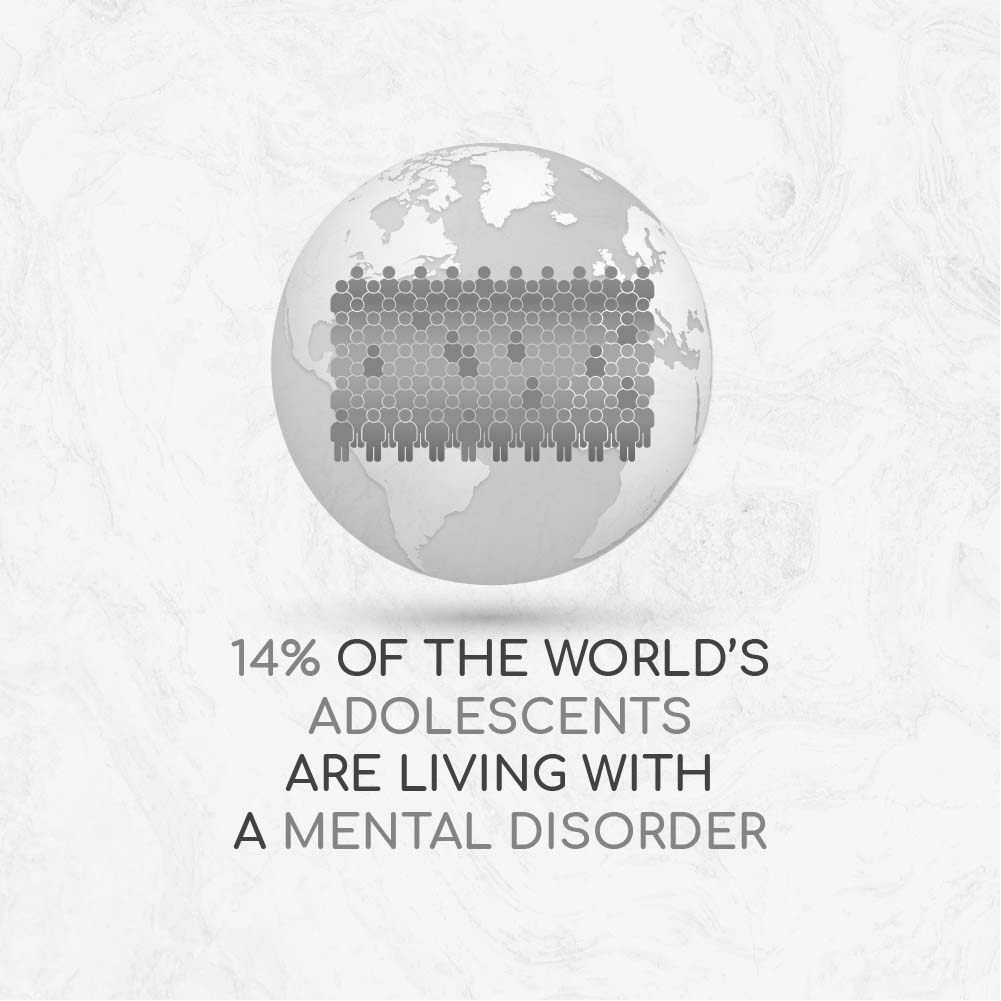 14% OF THE WORLD’S
ADOLESCENTS
ARE LIVING WITH
A MENTAL DISORDER